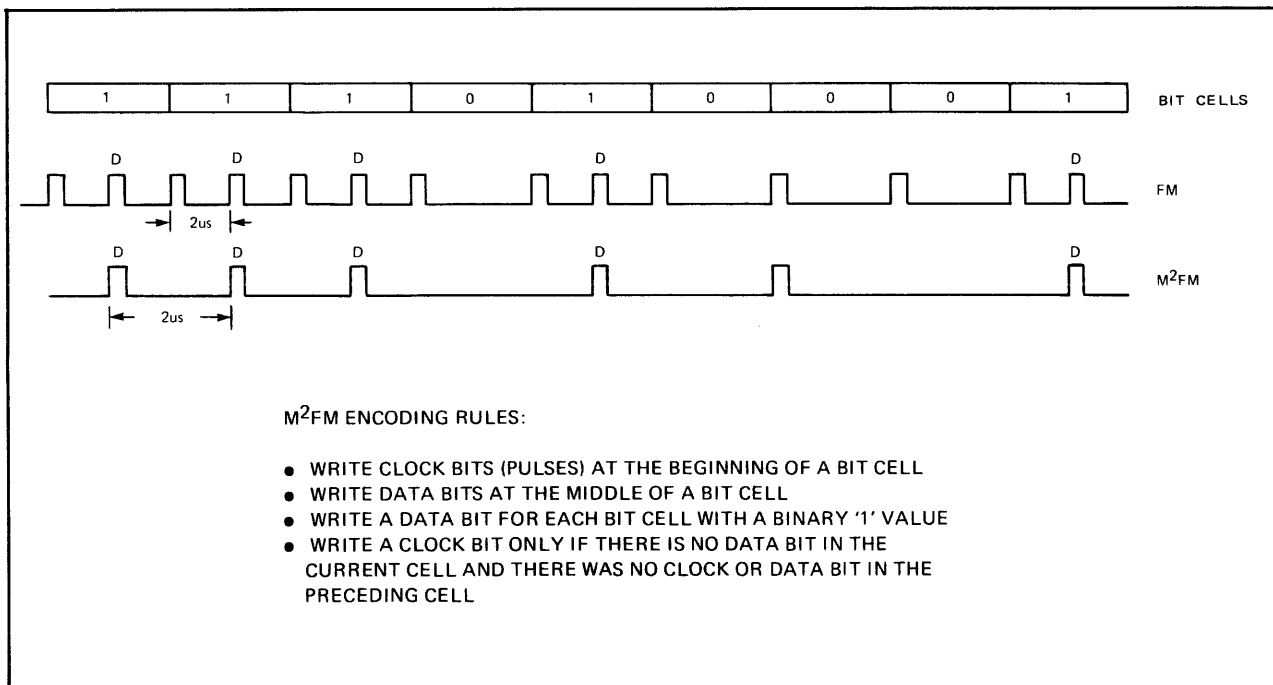 1 1 1 0 1 0 0 0 1 BIT CELLS
D D D D D
FM
2us
D D D D D
M²FM
2us
M²FM ENCODING RULES:
● WRITE CLOCK BITS (PULSES) AT THE BEGINNING OF A BIT CELL
● WRITE DATA BITS AT THE MIDDLE OF A BIT CELL
● WRITE A DATA BIT FOR EACH BIT CELL WITH A BINARY '1' VALUE
● WRITE A CLOCK BIT ONLY IF THERE IS NO DATA BIT IN THE
CURRENT CELL AND THERE WAS NO CLOCK OR DATA BIT IN THE
PRECEDING CELL